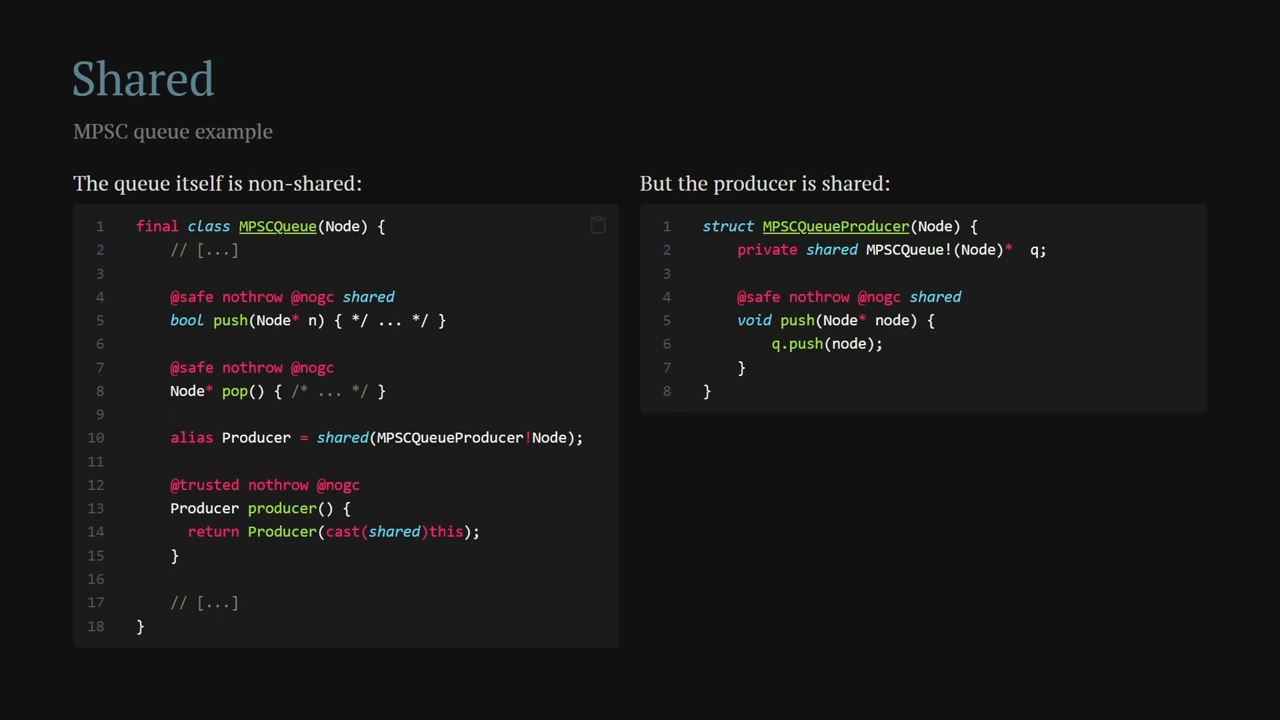 Shared
MPSC queue example
The queue itself is non-shared:
1 final class MPSCQueue(Node) {
2 // [...]
3
4 @safe nothrow @nogc shared
5 bool push(Node* n) { */ ... */ }
6
7 @safe nothrow @nogc
8 Node* pop() { /* ... */ }
9
10 alias Producer = shared(MPSCQueueProducer!Node);
11
12 @trusted nothrow @nogc
13 Producer producer() {
14 return Producer(cast(shared)this);
15 }
16
17 // [...]
18 }
But the producer is shared:
1 struct MPSCQueueProducer(Node) {
2 private shared MPSCQueue!(Node)* q;
3
4 @safe nothrow @nogc shared
5 void push(Node* node) {
6 q.push(node);
7 }
8 }